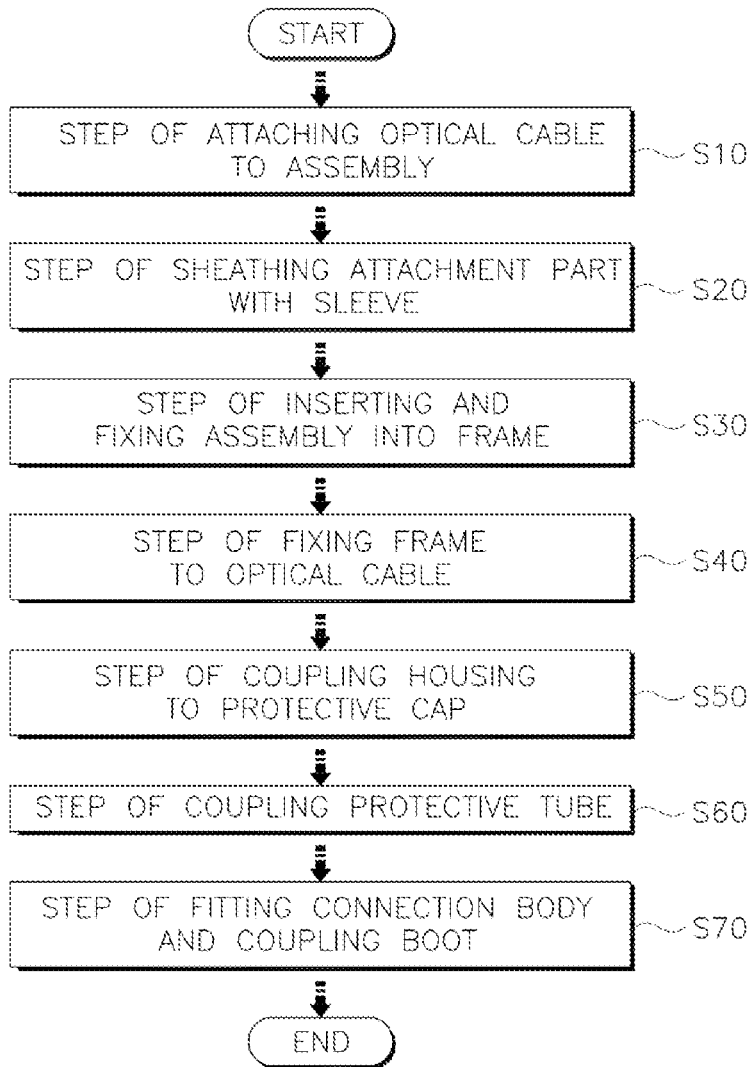 START
STEP OF ATTACHING OPTICAL CABLE
TO ASSEMBLY
S10
STEP OF SHEATHING ATTACHMENT PART
WITH SLEEVE
S20
STEP OF INSERTING AND
FIXING ASSEMBLY INTO FRAME
S30
STEP OF FIXING FRAME
TO OPTICAL CABLE
S40
STEP OF COUPLING HOUSING
TO PROTECTIVE CAP
S50
STEP OF COUPLING PROTECTIVE TUBE
S60
STEP OF FITTING CONNECTION BODY
AND COUPLING BOOT
S70
END